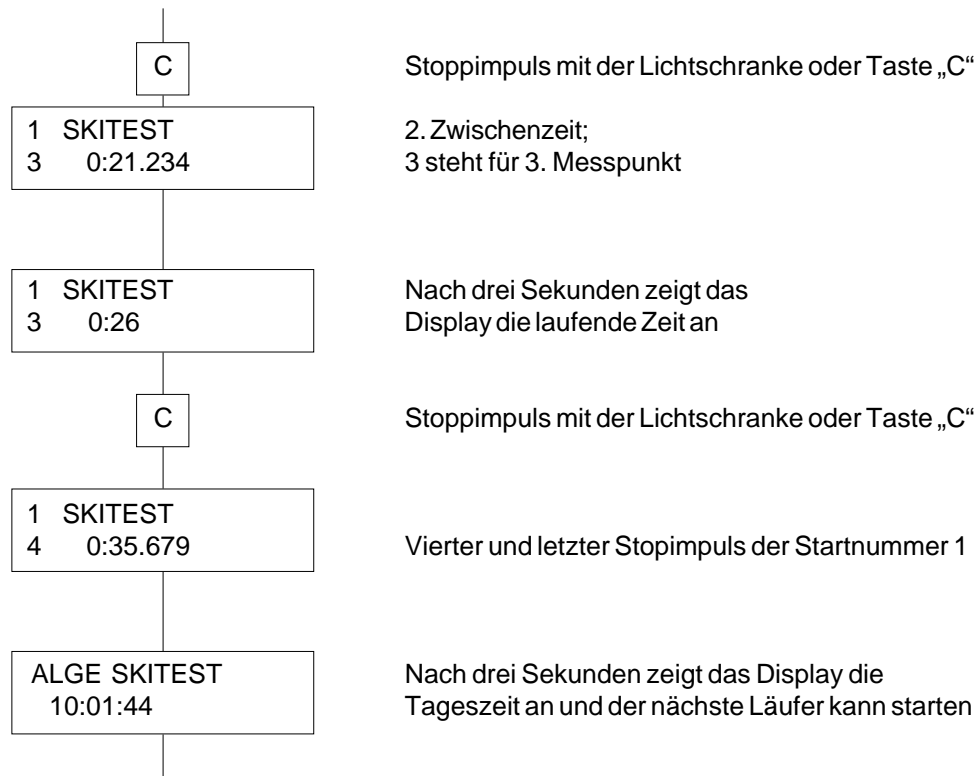 C
Stoppimpuls mit der Lichtschranke oder Taste „C“
1 SKITEST
3 0:21.234
2. Zwischenzeit;
3 steht für 3. Messpunkt
1 SKITEST
3 0:26
Nach drei Sekunden zeigt das
Display die laufende Zeit an
C
Stoppimpuls mit der Lichtschranke oder Taste „C“
1 SKITEST
4 0:35.679
Vierter und letzter Stopimpuls der Startnummer 1
ALGE SKITEST
10:01:44
Nach drei Sekunden zeigt das Display die
Tageszeit an und der nächste Läufer kann starten